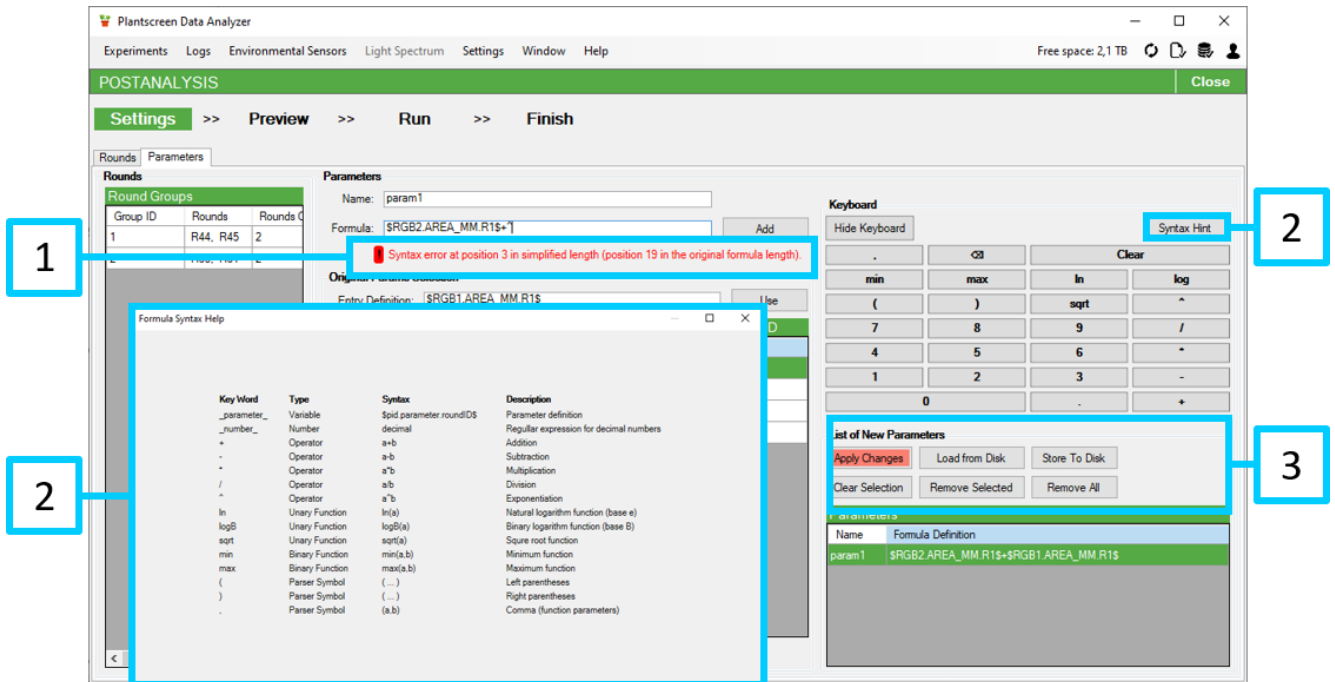 Plantscreen Data Analyzer
Experiments Logs Environmental Sensors Light Spectrum Settings Window Help Free space: 2,1 TB
POSTANALYSIS Close
Settings >> Preview >> Run >> Finish
Rounds Parameters
Rounds
Round Groups
Group ID Rounds Rounds
1 R44, R45 2
Parameters
Name: param1
Formula: $RGB2.AREA_MM.R1$+^ Add
! Syntax error at position 3 in simplified length (position 19 in the original formula length).
Entry Definition: $RGB1.AREA_MM.R1$ Use
1
2
Formula Syntax Help
Key Word Type Syntax Description
_parameter_ Variable $pid.parameter.roundID$ Parameter definition
_number_ Number decimal Regullar expression for decimal numbers
+ Operator a+b Addition
- Operator a-b Subtraction
* Operator a*b Multiplication
/ Operator a/b Division
^ Operator a^b Exponentiation
ln Unary Function ln(a) Natural logarithm function (base e)
logB Unary Function logB(a) Binary logarithm function (base B)
sqrt Unary Function sqrt(a) Squre root function
min Binary Function min(a,b) Minimum function
max Binary Function max(a,b) Maximum function
( Parser Symbol ( ... ) Left parentheses
) Parser Symbol ( ... ) Right parentheses
, Parser Symbol (a,b) Comma (function parameters)
Keyboard
Hide Keyboard Syntax Hint
2
, Clear
min max ln log
( ) sqrt ^
7 8 9 /
4 5 6 *
1 2 3 -
0 . +
List of New Parameters
Apply Changes Load from Disk Store To Disk
Clear Selection Remove Selected Remove All
3
Parameters
Name Formula Definition
param1 $RGB2.AREA_MM.R1$+$RGB1.AREA_MM.R1$